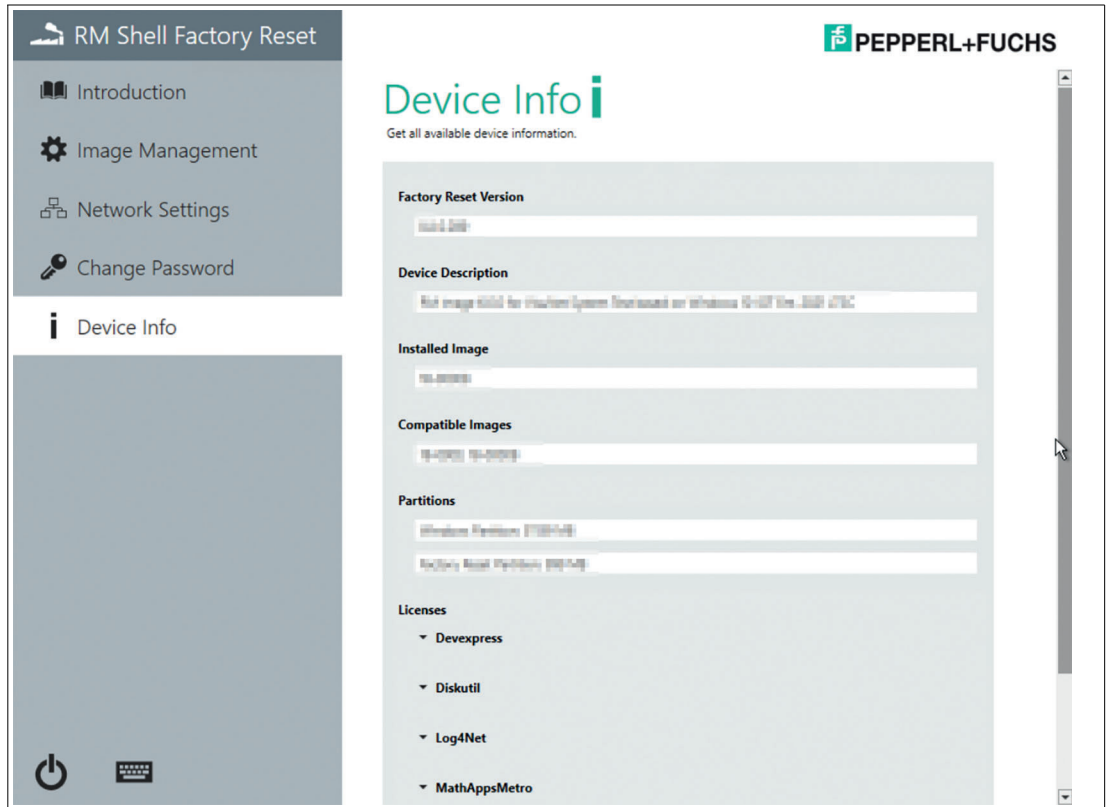 RM Shell Factory Reset
PEPPERL+FUCHS
Introduction
Image Management
Network Settings
Change Password
Device Info
Device Info
Get all available device information.
Factory Reset Version
Device Description
Installed Image
Compatible Images
Partitions
Licenses
Devexpress
Diskutil
Log4Net
MathAppsMetro